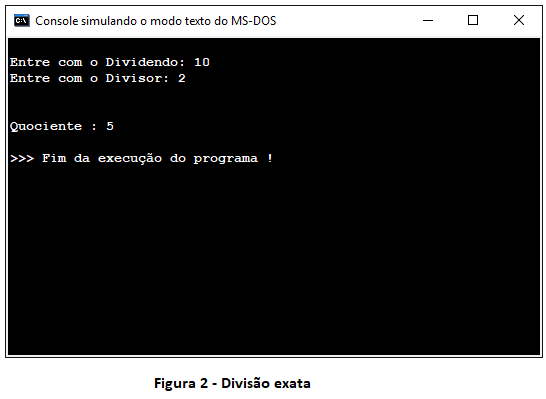 Console simulando o modo texto do MS-DOS
Entre com o Dividendo: 10
Entre com o Divisor: 2
Quociente : 5
>>> Fim da execução do programa !
Figura 2 - Divisão exata